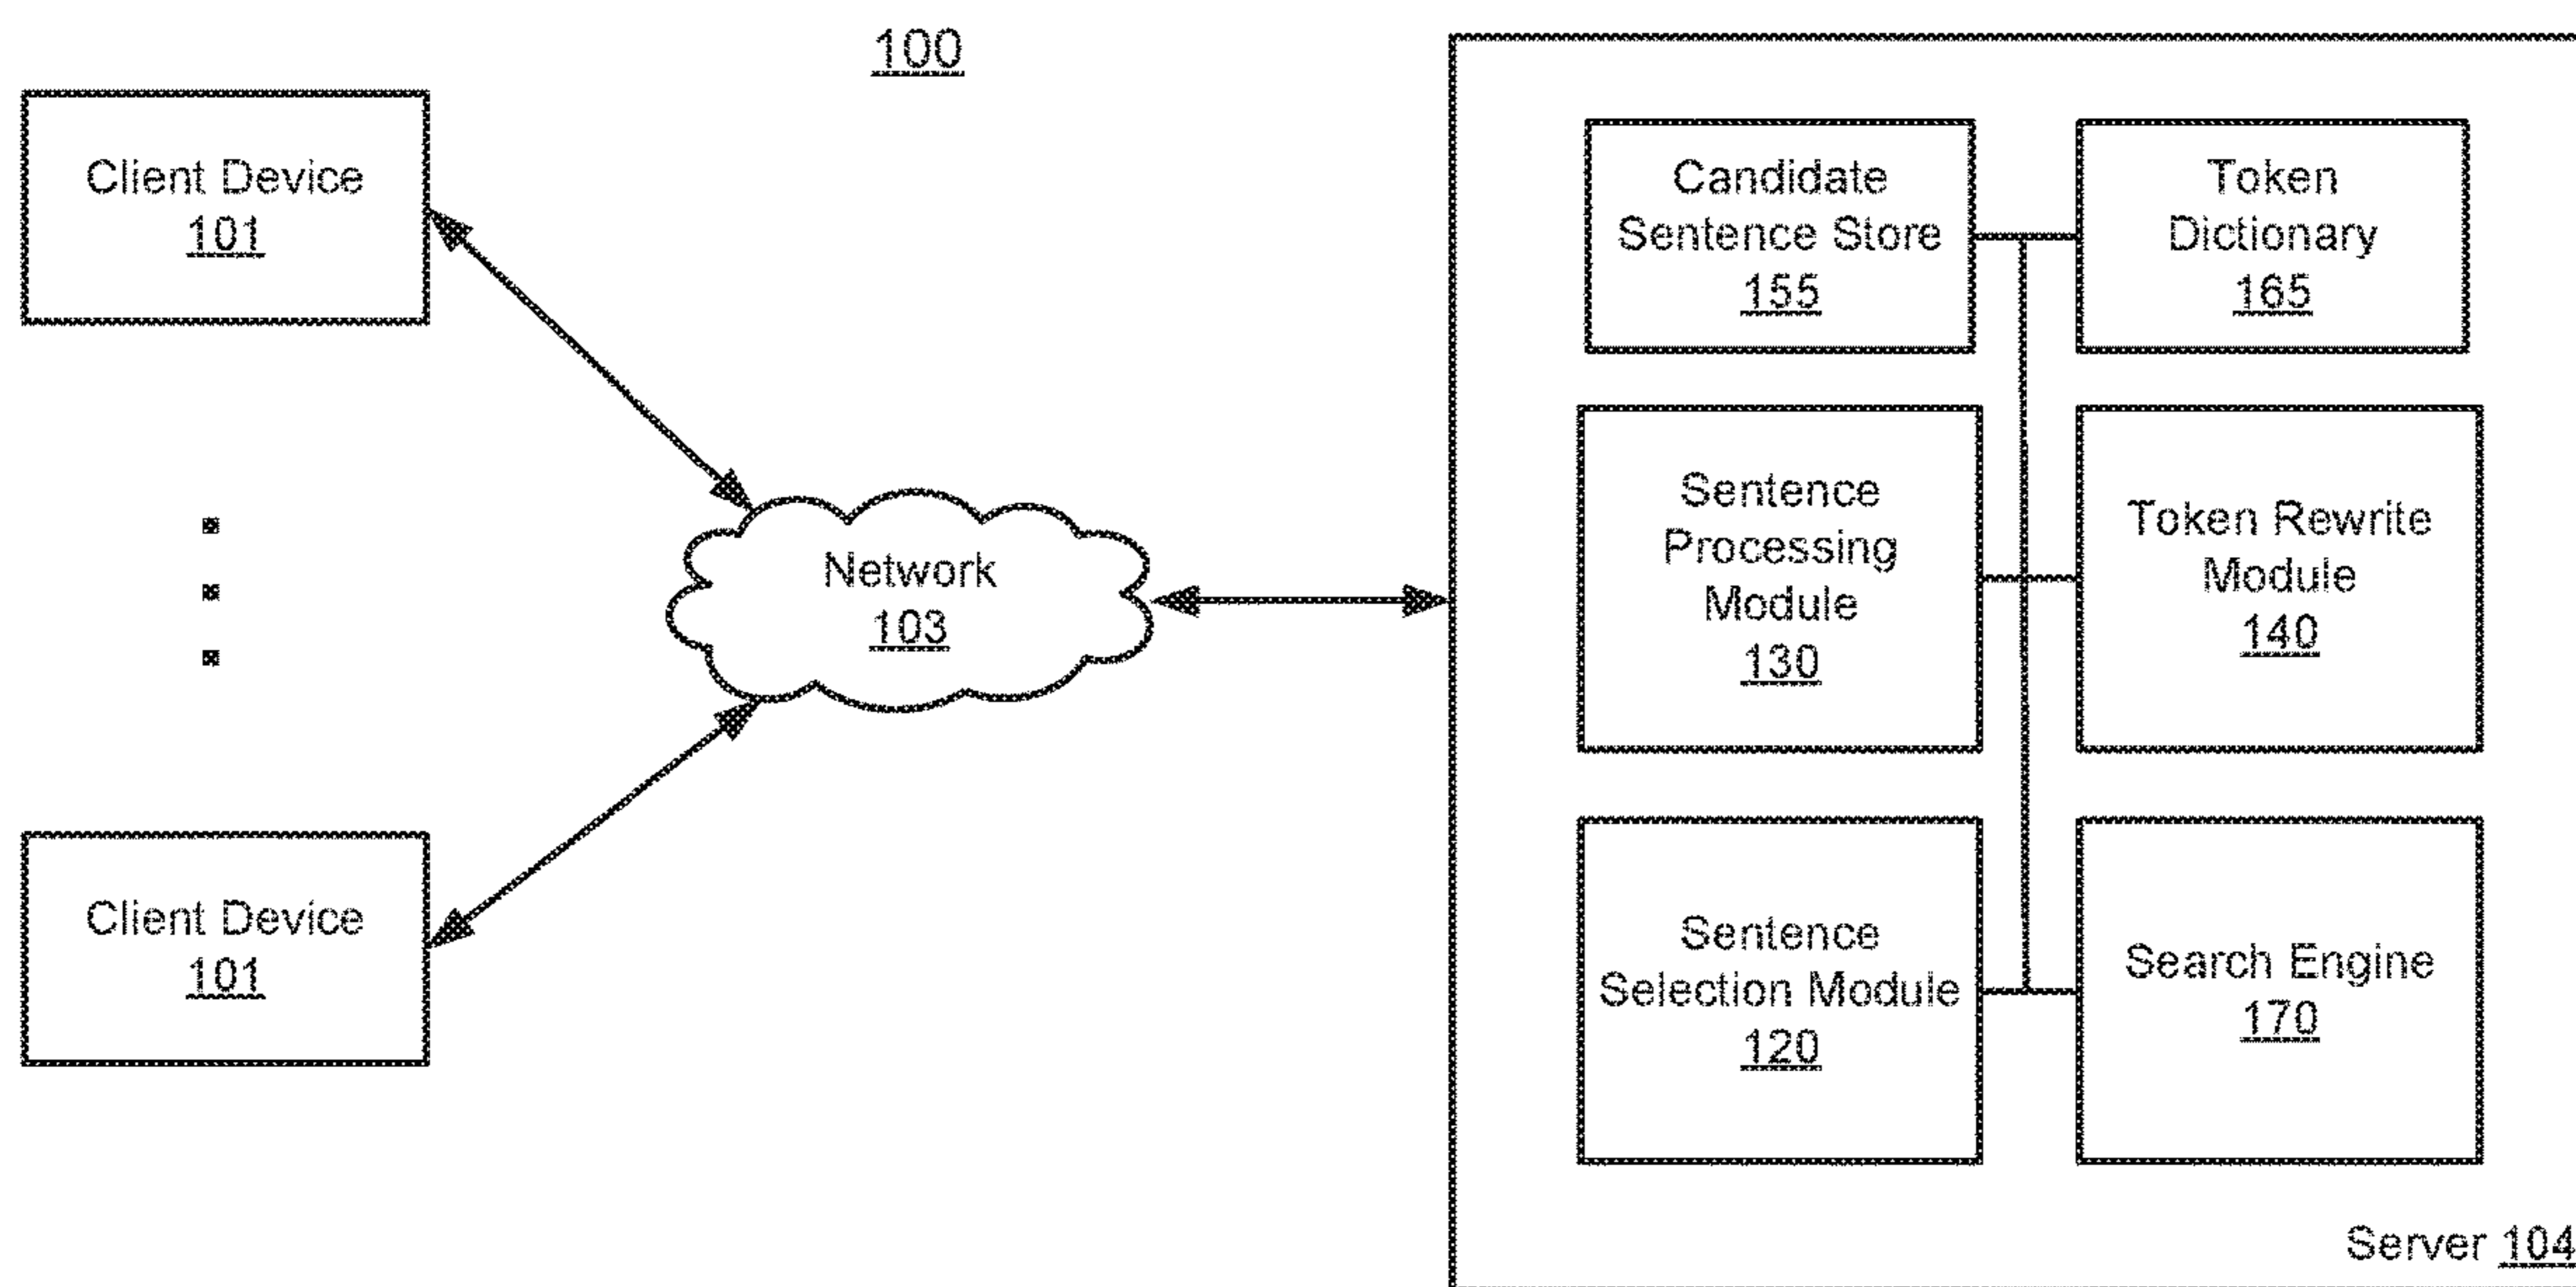 100
Client Device
101
Client Device
101
Network
103
Candidate
Sentence Store
155
Token
Dictionary
165
Sentence
Processing
Module
130
Token Rewrite
Module
140
Sentence
Selection Module
120
Search Engine
170
Server 104